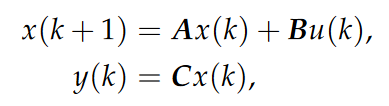 x(k + 1) = Ax(k) + Bu(k),
y(k) = Cx(k),